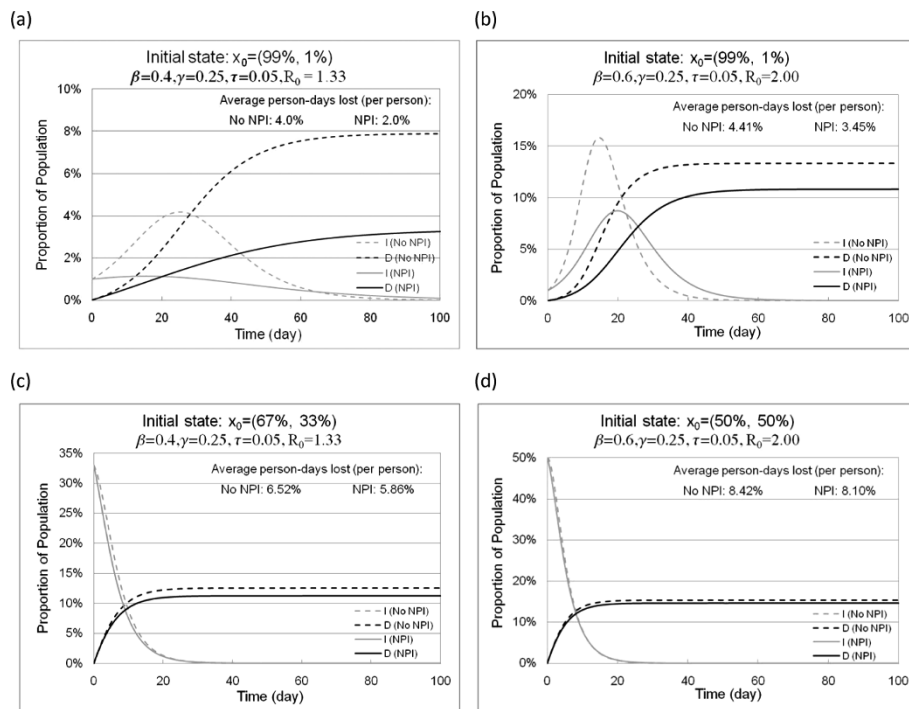 (a)
Initial state: x0=(99%, 1%)
β=0.4,γ=0.25, τ=0.05,R0 = 1.33
Average person-days lost (per person):
No NPI: 4.0% NPI: 2.0%
Proportion of Population
10%
8%
6%
4%
2%
0%
I (No NPI)
D (No NPI)
I (NPI)
D (NPI)
0 20 40 60 80 100
Time (day)
(b)
Initial state: x0=(99%, 1%)
β=0.6,γ=0.25, τ=0.05, R0=2.00
Average person-days lost (per person):
No NPI: 4.41% NPI: 3.45%
Proportion of Population
20%
15%
10%
5%
0%
I (No NPI)
D (No NPI)
I (NPI)
D (NPI)
0 20 40 60 80 100
Time (day)
(c)
Initial state: x0=(67%, 33%)
β=0.4,γ=0.25, τ=0.05, R0=1.33
Average person-days lost (per person):
No NPI: 6.52% NPI: 5.86%
Proportion of Population
35%
30%
25%
20%
15%
10%
5%
0%
I (No NPI)
D (No NPI)
I (NPI)
D (NPI)
0 20 40 60 80 100
Time (day)
(d)
Initial state: x0=(50%, 50%)
β=0.6,γ=0.25, τ=0.05, R0=2.00
Average person-days lost (per person):
No NPI: 8.42% NPI: 8.10%
Proportion of Population
50%
40%
30%
20%
10%
0%
I (No NPI)
D (No NPI)
I (NPI)
D (NPI)
0 20 40 60 80 100
Time (day)